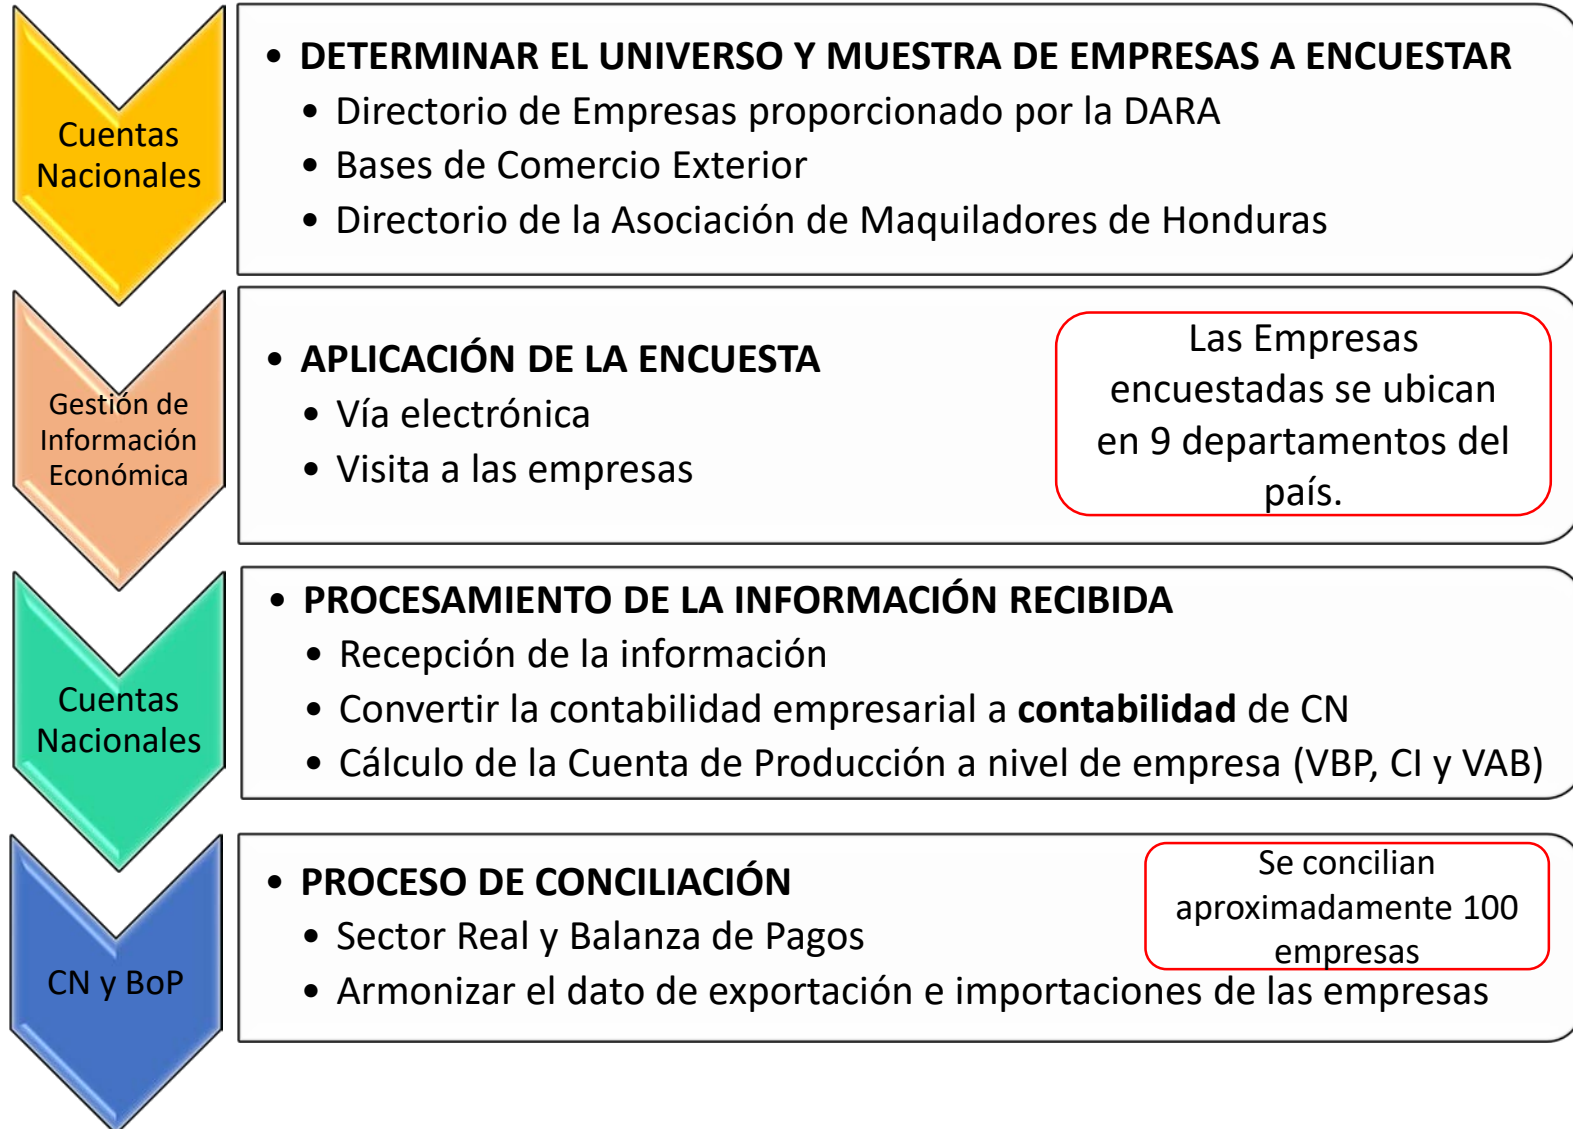 Cuentas
Nacionales
• DETERMINAR EL UNIVERSO Y MUESTRA DE EMPRESAS A ENCUESTAR
• Directorio de Empresas proporcionado por la DARA
• Bases de Comercio Exterior
• Directorio de la Asociación de Maquiladores de Honduras
Gestión de
Información
Económica
• APLICACIÓN DE LA ENCUESTA
• Vía electrónica
• Visita a las empresas
Las Empresas
encuestadas se ubican
en 9 departamentos del
país.
Cuentas
Nacionales
• PROCESAMIENTO DE LA INFORMACIÓN RECIBIDA
• Recepción de la información
• Convertir la contabilidad empresarial a contabilidad de CN
• Cálculo de la Cuenta de Producción a nivel de empresa (VBP, CI y VAB)
CN y BoP
• PROCESO DE CONCILIACIÓN
• Sector Real y Balanza de Pagos
• Armonizar el dato de exportación e importaciones de las empresas
Se concilian
aproximadamente 100
empresas